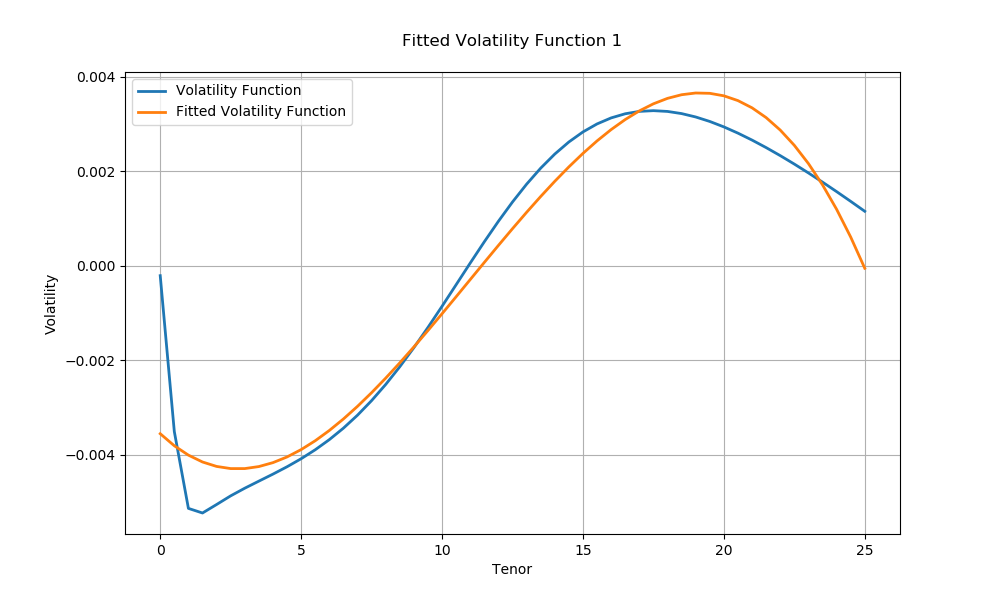 Fitted Volatility Function 1
Volatility Function
Fitted Volatility Function
0.004
0.002
0.000
−0.002
−0.004
Volatility
0 5 10 15 20 25
Tenor